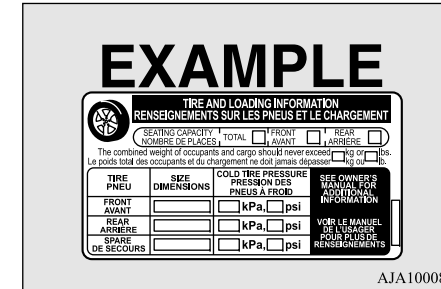 EXAMPLE
TIRE AND LOADING INFORMATION
RENSEIGNEMENTS SUR LES PNEUS ET LE CHARGEMENT
SEATING CAPACITY TOTAL FRONT REAR
NOMBRE DE PLACES AVANT ARRIÈRE
The combined weight of occupants and cargo should never exceed kg or lbs.
Le poids total des occupants et du chargement ne doit jamais dépasser kg ou lb.
TIRE SIZE COLD TIRE PRESSURE SEE OWNER'S
PNEU DIMENSIONS PRESSION DES MANUAL FOR
PNEUS À FROID ADDITIONAL
INFORMATION
FRONT
AVANT kPa, psi
REAR VOIR LE MANUEL
ARRIÈRE kPa, psi DE L'USAGER
SPARE POUR PLUS DE
DE SECOURS kPa, psi RENSEIGNEMENTS
AJA10008